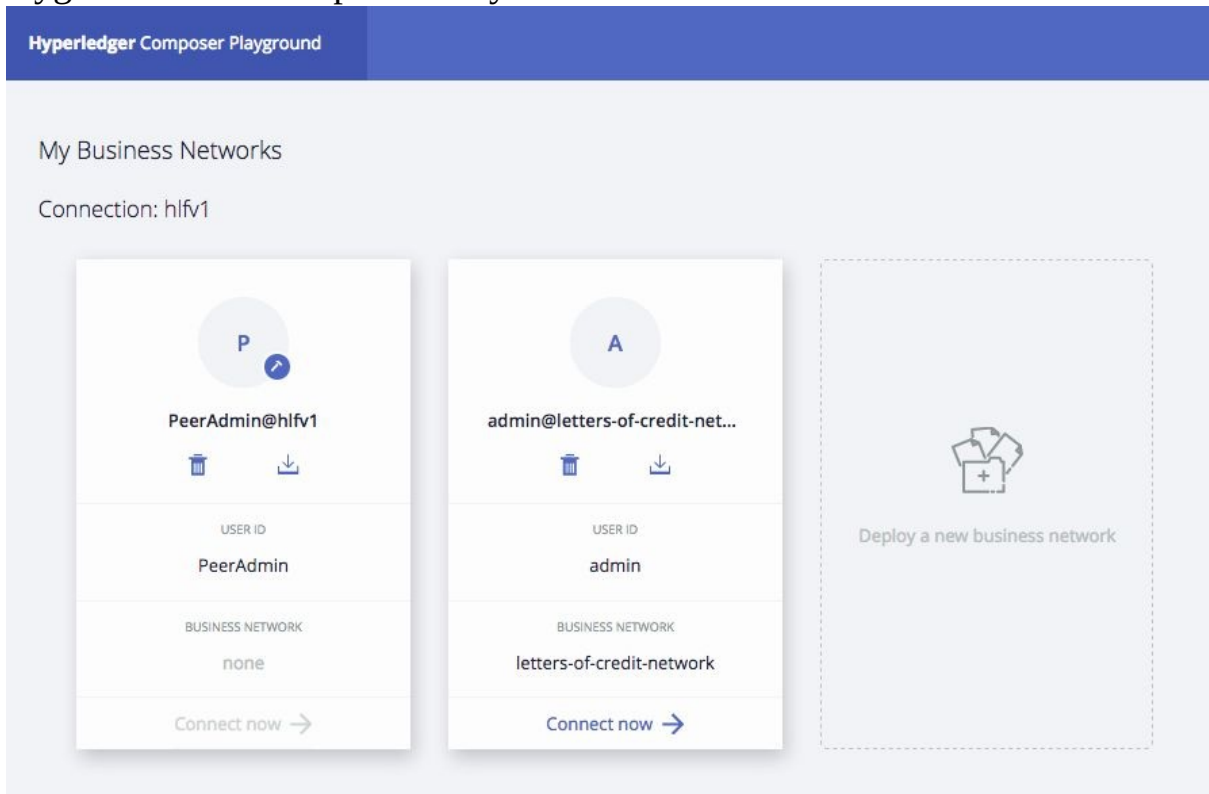 Hyperledger Composer Playground
My Business Networks
Connection: hlfv1
P
PeerAdmin@hlfv1
USER ID
PeerAdmin
BUSINESS NETWORK
none
Connect now
A
admin@letters-of-credit-net...
USER ID
admin
BUSINESS NETWORK
letters-of-credit-network
Connect now
Deploy a new business network